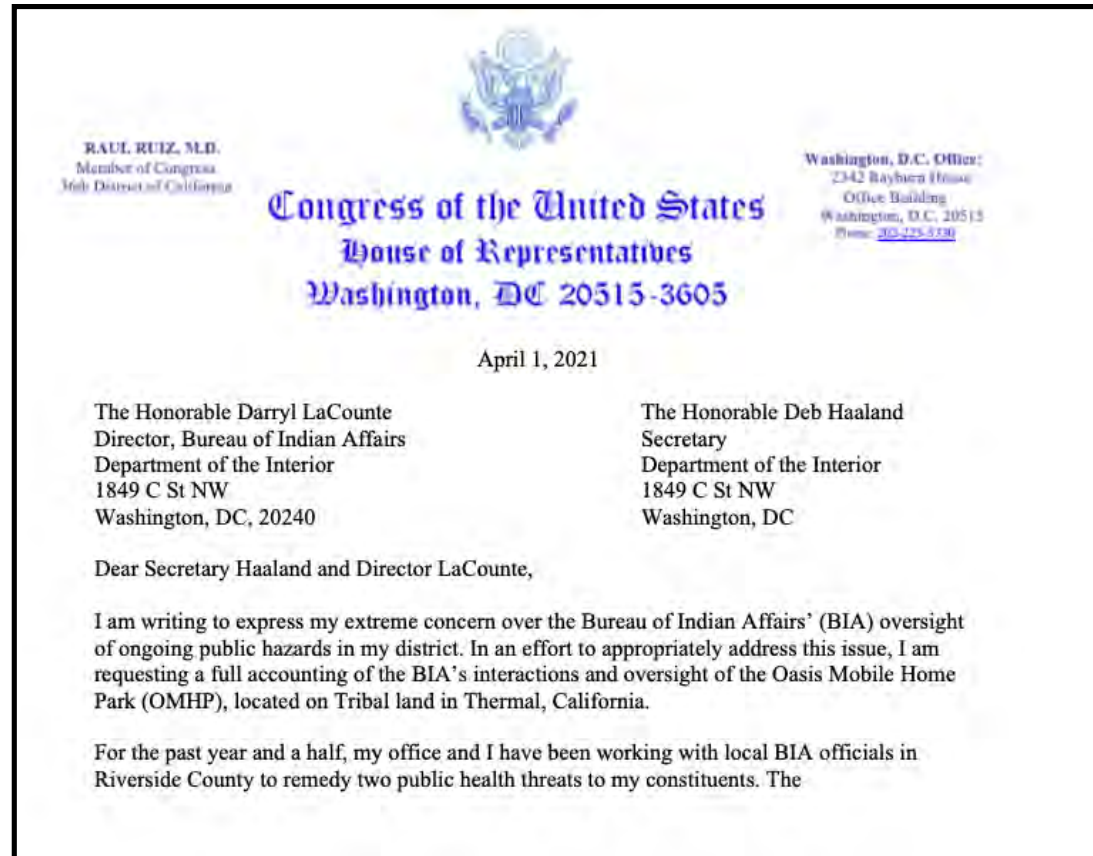 RAUL RUIZ, M.D.
Member of Congress
36th District of California
Washington, D.C. Office:
2342 Rayburn House
Office Building
Washington, D.C. 20515
Phone: 202-225-5330
Congress of the United States
House of Representatives
Washington, DC 20515-3605
April 1, 2021
The Honorable Darryl LaCounte
Director, Bureau of Indian Affairs
Department of the Interior
1849 C St NW
Washington, DC, 20240
The Honorable Deb Haaland
Secretary
Department of the Interior
1849 C St NW
Washington, DC
Dear Secretary Haaland and Director LaCounte,
I am writing to express my extreme concern over the Bureau of Indian Affairs’ (BIA) oversight
of ongoing public hazards in my district. In an effort to appropriately address this issue, I am
requesting a full accounting of the BIA’s interactions and oversight of the Oasis Mobile Home
Park (OMHP), located on Tribal land in Thermal, California.
For the past year and a half, my office and I have been working with local BIA officials in
Riverside County to remedy two public health threats to my constituents. The